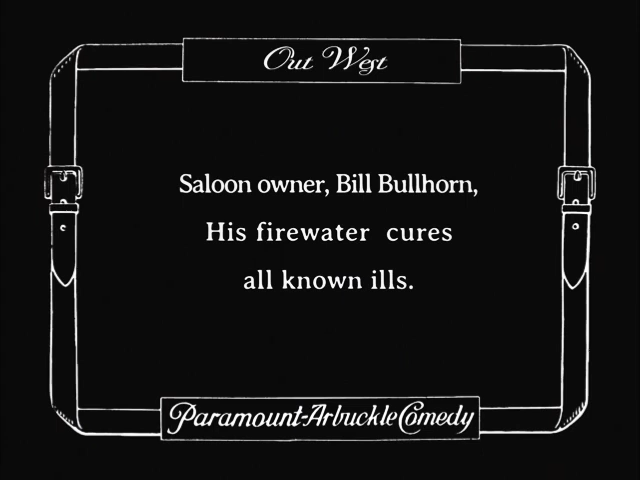 Out West
Saloon owner, Bill Bullhorn,
His firewater cures
all known ills.
Paramount-Arbuckle Comedy